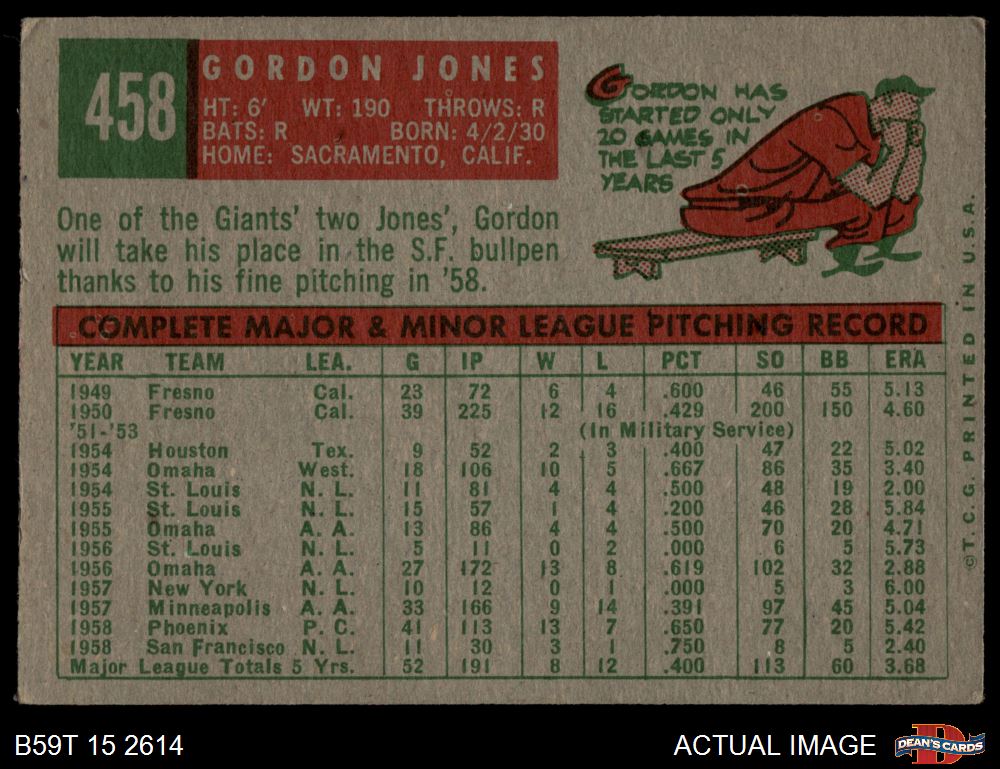 458
GORDON JONES
HT: 6' WT: 190 THROWS: R
BATS: R BORN: 4/2/30
HOME: SACRAMENTO, CALIF.
GORDON HAS
STARTED ONLY
20 GAMES IN
THE LAST 5
YEARS
One of the Giants' two Jones', Gordon
will take his place in the S.F. bullpen
thanks to his fine pitching in '58.
COMPLETE MAJOR & MINOR LEAGUE PITCHING RECORD
YEAR TEAM LEA. G IP W L PCT SO BB ERA
1949 Fresno Cal. 23 72 6 4 .600 46 55 5.13
1950 Fresno Cal. 39 225 12 16 .429 200 150 4.60
'51-'53 (In Military Service)
1954 Houston Tex. 9 52 2 3 .400 47 22 5.02
1954 Omaha West. 18 106 10 5 .667 86 35 3.40
1954 St. Louis N. L. 11 81 4 4 .500 48 19 2.00
1955 St. Louis N. L. 15 57 1 4 .200 46 28 5.84
1955 Omaha A. A. 13 86 4 4 .500 70 20 4.71
1956 St. Louis N. L. 5 11 0 2 .000 6 5 5.73
1956 Omaha A. A. 27 172 13 8 .619 102 32 2.88
1957 New York N. L. 10 12 0 1 .000 5 3 6.00
1957 Minneapolis A. A. 33 166 9 14 .391 97 45 5.04
1958 Phoenix P. C. 41 113 13 7 .650 77 20 5.42
1958 San Francisco N. L. 11 30 3 1 .750 8 5 2.40
Major League Totals 5 Yrs. 52 191 8 12 .400 113 60 3.68
© T. C. G. PRINTED IN U. S. A.
B59T 15 2614
ACTUAL IMAGE
DEAN'S CARDS